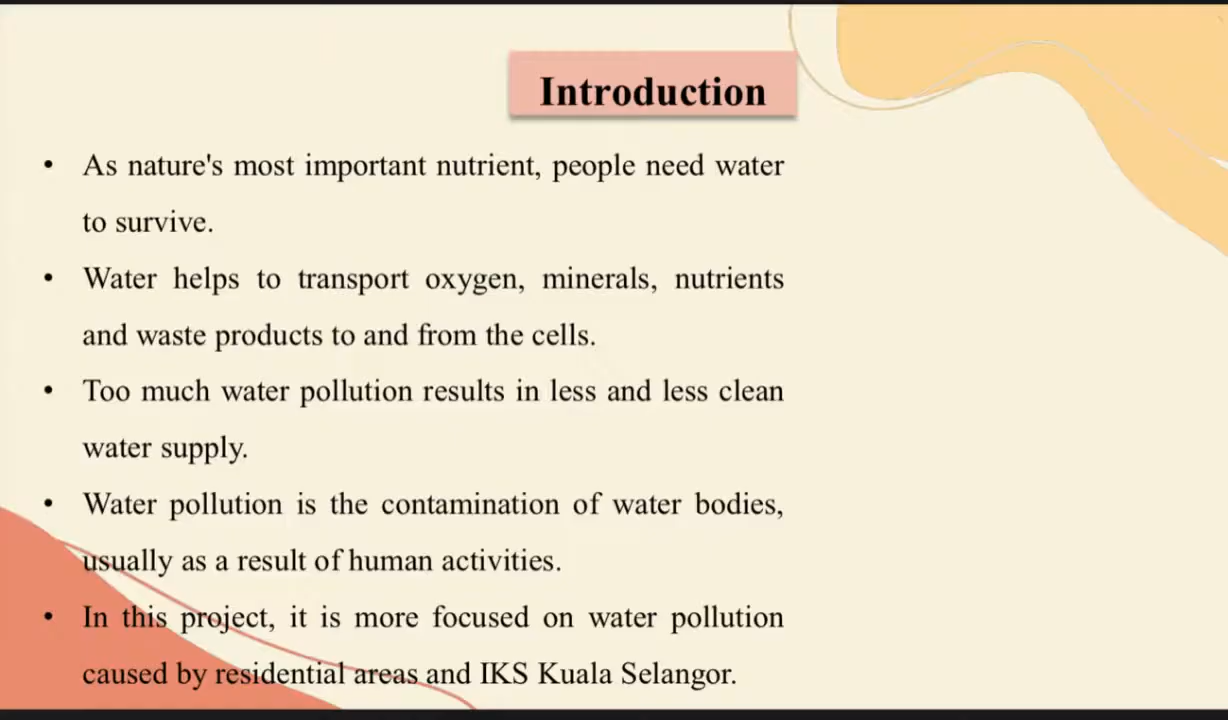 Introduction
• As nature's most important nutrient, people need water
to survive.
• Water helps to transport oxygen, minerals, nutrients
and waste products to and from the cells.
• Too much water pollution results in less and less clean
water supply.
• Water pollution is the contamination of water bodies,
usually as a result of human activities.
• In this project, it is more focused on water pollution
caused by residential areas and IKS Kuala Selangor.